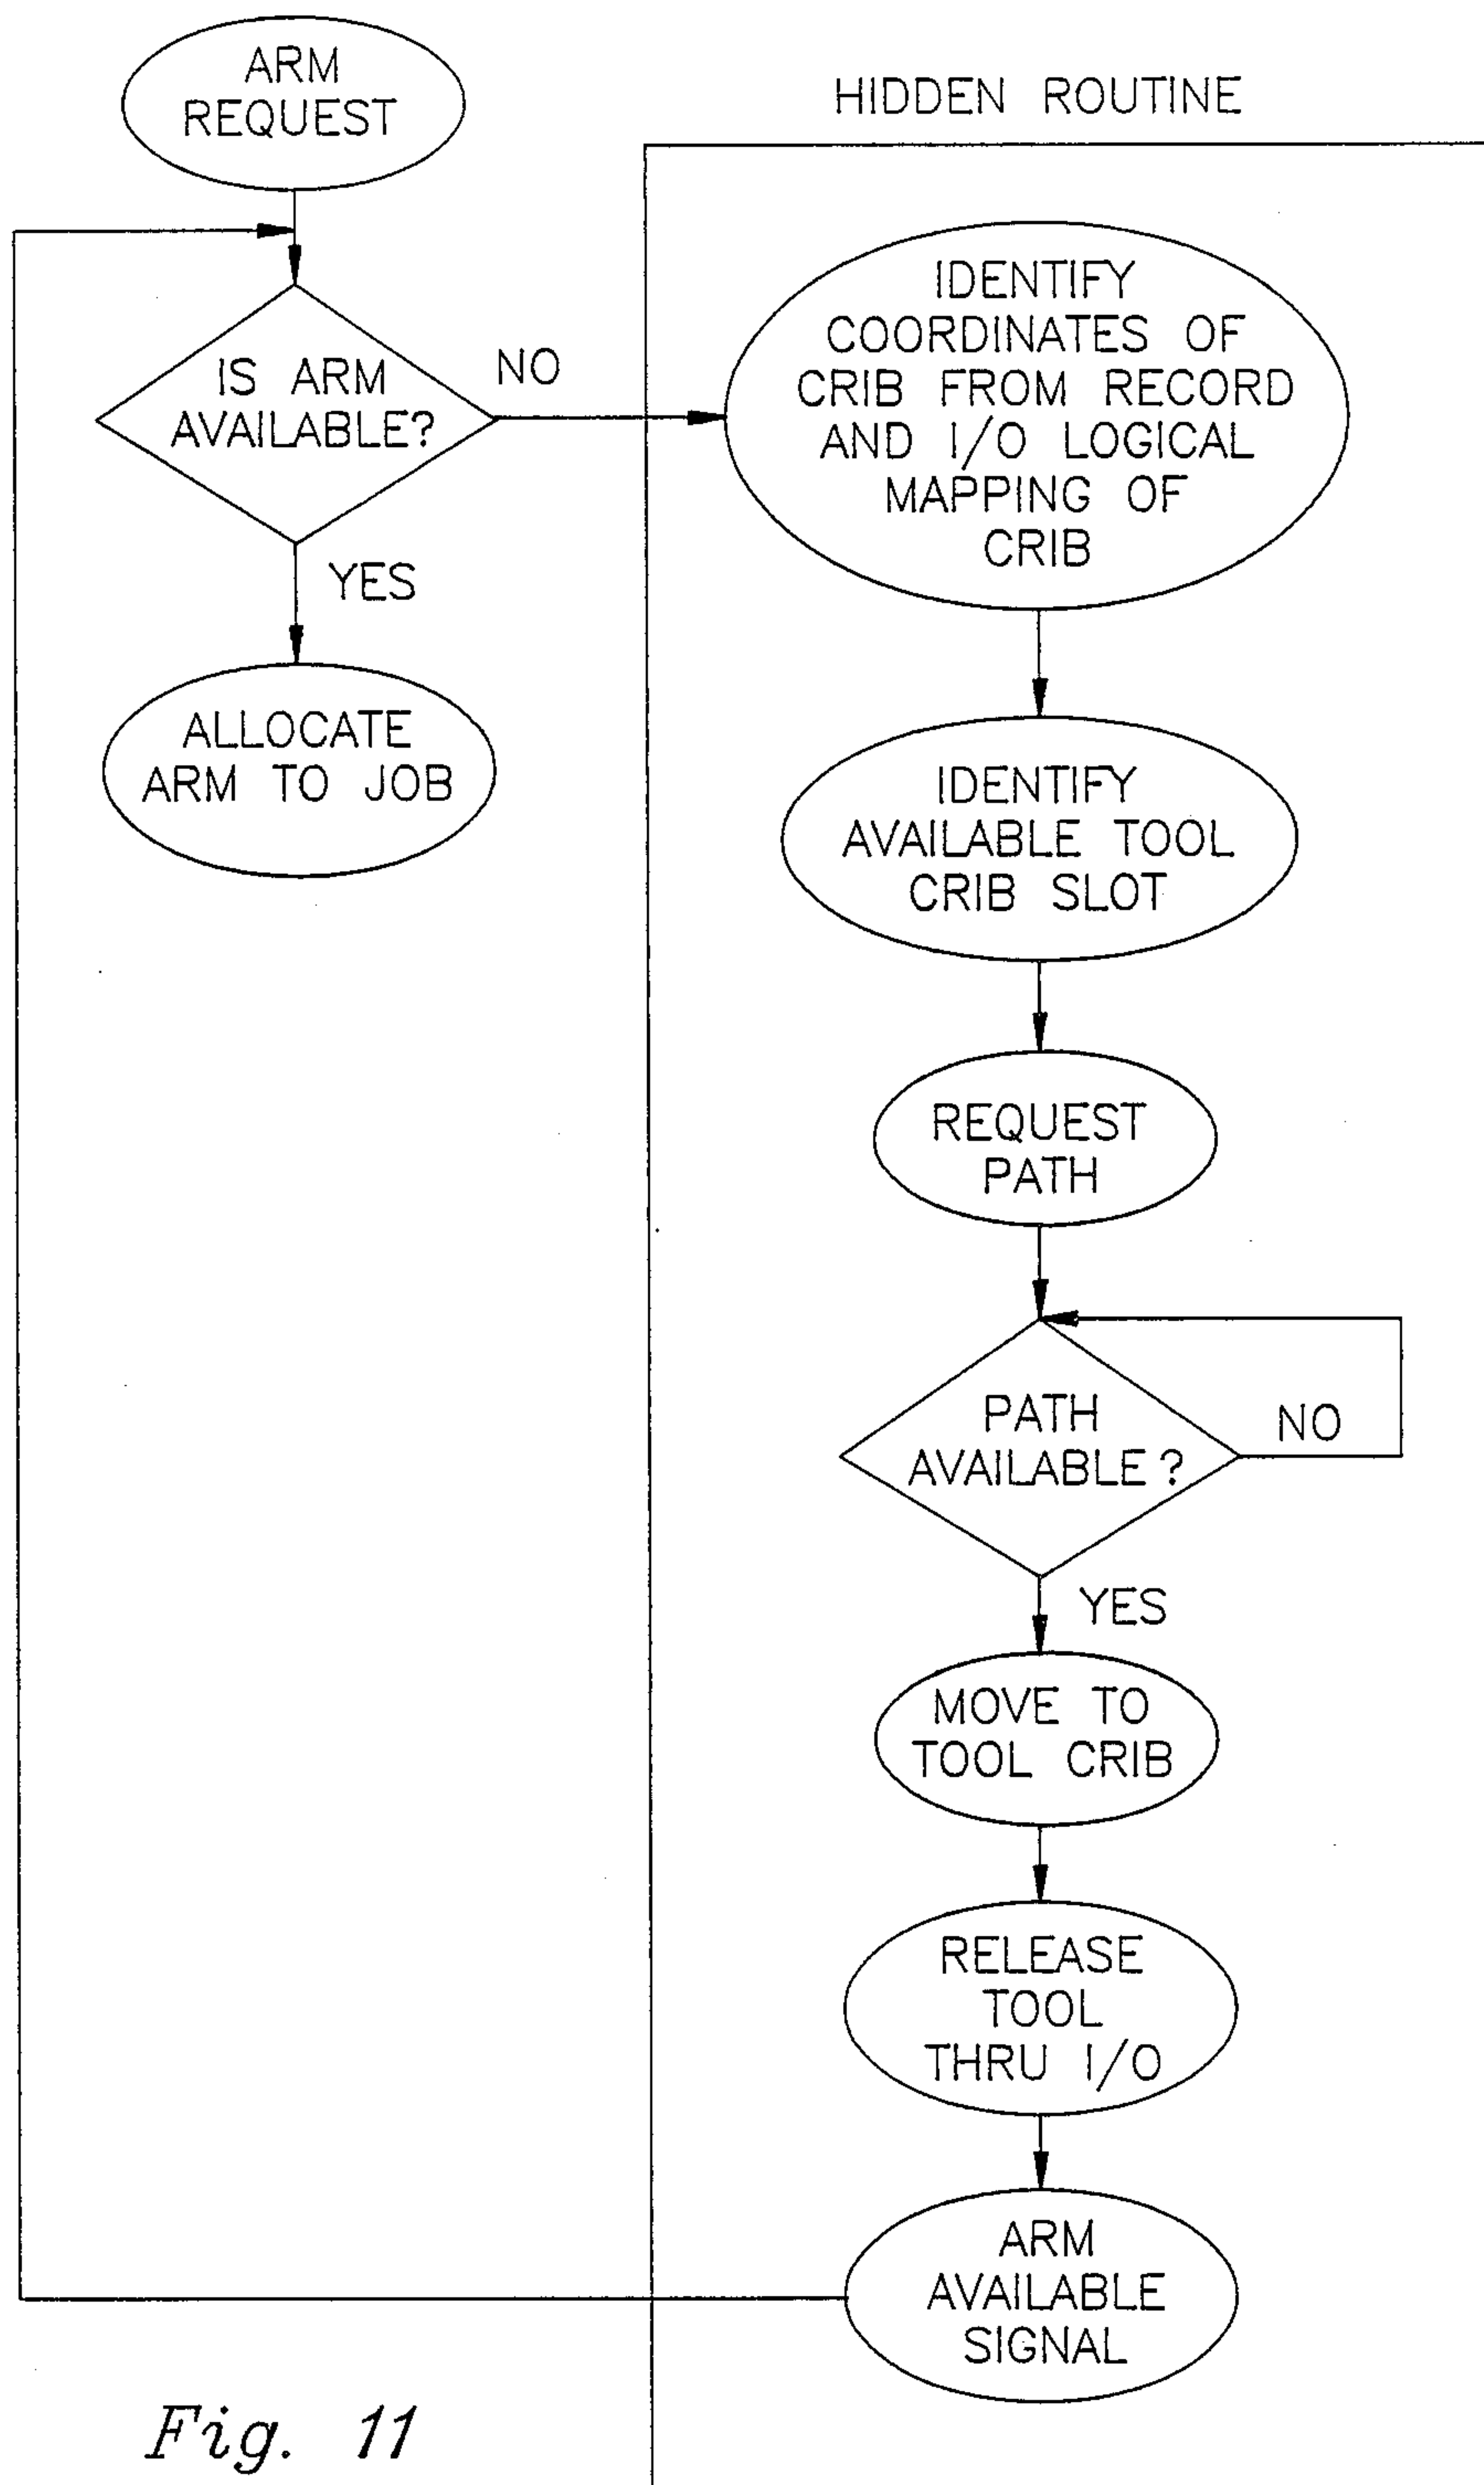 ARM
REQUEST
IS ARM
AVAILABLE?
NO
YES
ALLOCATE
ARM TO JOB
HIDDEN ROUTINE
IDENTIFY
COORDINATES OF
CRIB FROM RECORD
AND I/O LOGICAL
MAPPING OF
CRIB
IDENTIFY
AVAILABLE TOOL
CRIB SLOT
REQUEST
PATH
PATH
AVAILABLE?
NO
YES
MOVE TO
TOOL CRIB
RELEASE
TOOL
THRU I/O
ARM
AVAILABLE
SIGNAL
Fig. 11